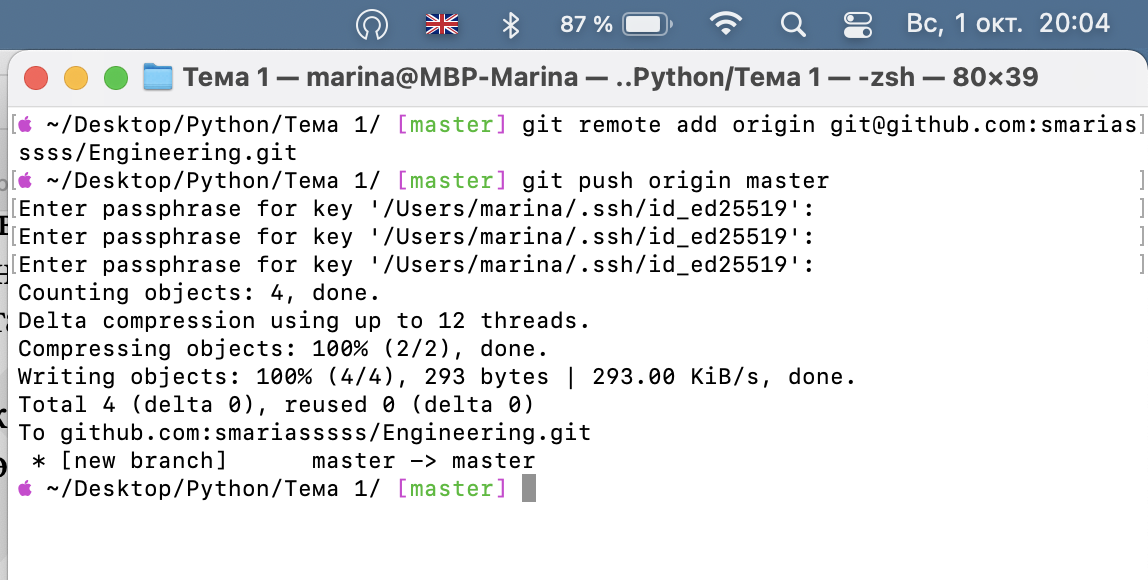 87 % Вс, 1 окт. 20:04
Тема 1 — marina@MBP-Marina — ..Python/Тема 1 — -zsh — 80×39
~/Desktop/Python/Тема 1/ [master] git remote add origin git@github.com:smarias
ssss/Engineering.git
~/Desktop/Python/Тема 1/ [master] git push origin master
Enter passphrase for key '/Users/marina/.ssh/id_ed25519':
Enter passphrase for key '/Users/marina/.ssh/id_ed25519':
Enter passphrase for key '/Users/marina/.ssh/id_ed25519':
Counting objects: 4, done.
Delta compression using up to 12 threads.
Compressing objects: 100% (2/2), done.
Writing objects: 100% (4/4), 293 bytes | 293.00 KiB/s, done.
Total 4 (delta 0), reused 0 (delta 0)
To github.com:smariasssss/Engineering.git
* [new branch] master -> master
~/Desktop/Python/Тема 1/ [master]